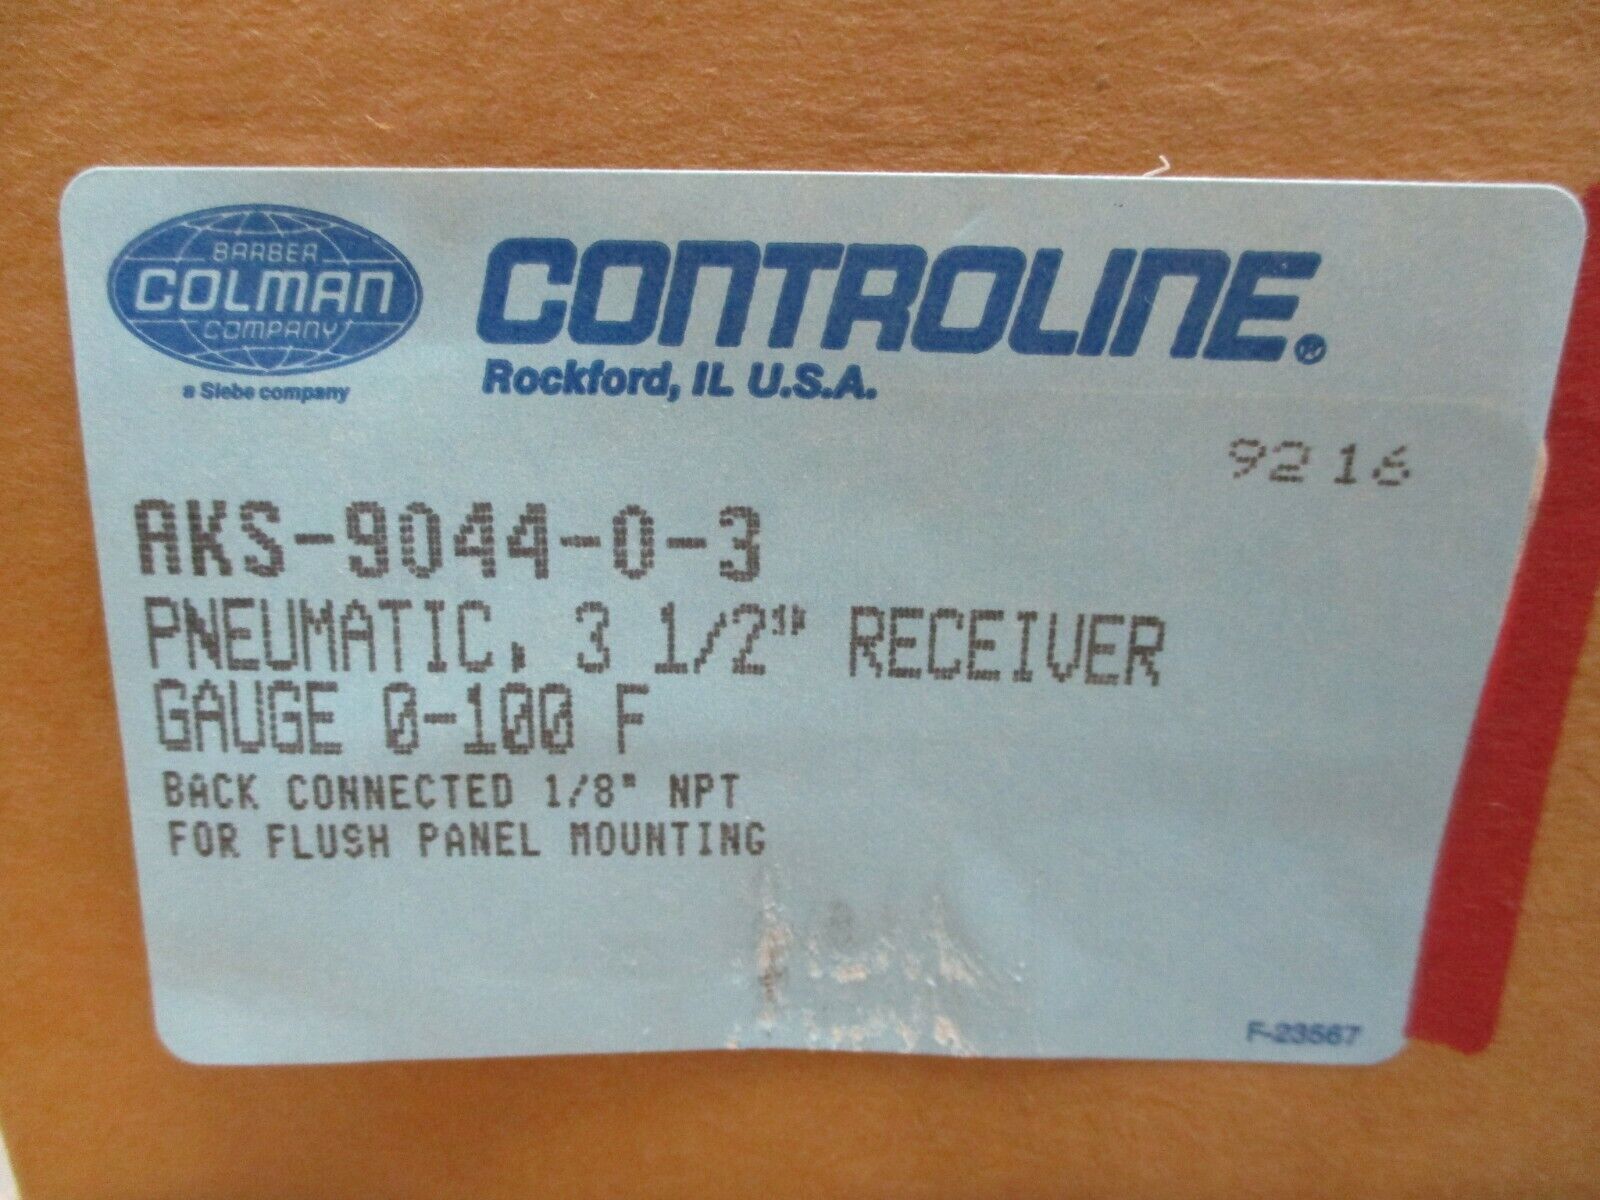 BARBER
COLMAN
COMPANY
a Siebe company
CONTROLINE®
Rockford, IL U.S.A.
9216
AKS-9044-0-3
PNEUMATIC, 3 1/2" RECEIVER
GAUGE 0-100 F
BACK CONNECTED 1/8" NPT
FOR FLUSH PANEL MOUNTING
F-23567